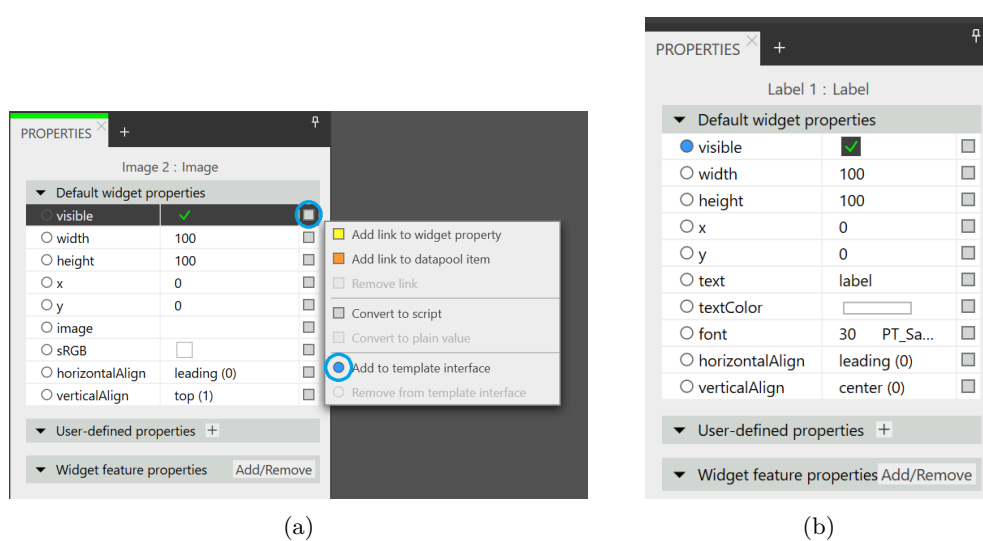 PROPERTIES
Image 2 : Image
Default widget properties
visible
width 100
height 100
x 0
y 0
image
sRGB
horizontalAlign leading (0)
verticalAlign top (1)
User-defined properties +
Widget feature properties Add/Remove
Add link to widget property
Add link to datapool item
Remove link
Convert to script
Convert to plain value
Add to template interface
Remove from template interface
(a)
PROPERTIES
Label 1 : Label
Default widget properties
visible
width 100
height 100
x 0
y 0
text label
textColor
font 30 PT_Sa...
horizontalAlign leading (0)
verticalAlign center (0)
User-defined properties +
Widget feature properties Add/Remove
(b)